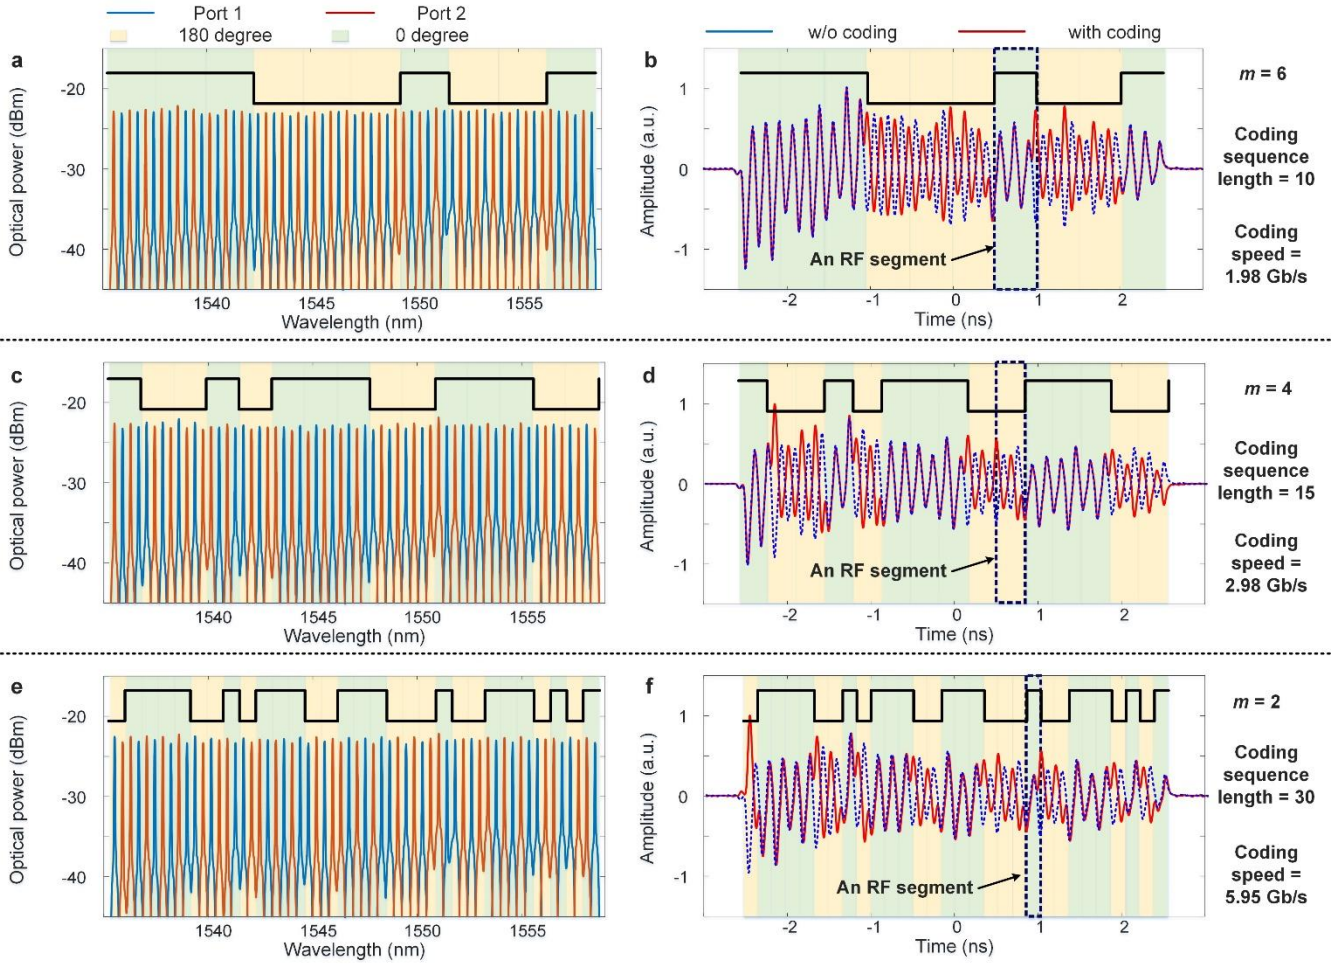 Port 1
Port 2
180 degree
0 degree
w/o coding
with coding
a
-20
-30
-40
Optical power (dBm)
1540
1545
1550
1555
Wavelength (nm)
b
1
0
-1
Amplitude (a.u.)
An RF segment
-2
-1
0
1
2
Time (ns)
m = 6
Coding
sequence
length = 10
Coding
speed =
1.98 Gb/s
c
-20
-30
-40
Optical power (dBm)
1540
1545
1550
1555
Wavelength (nm)
d
1
0
-1
Amplitude (a.u.)
An RF segment
-2
-1
0
1
2
Time (ns)
m = 4
Coding
sequence
length = 15
Coding
speed =
2.98 Gb/s
e
-20
-30
-40
Optical power (dBm)
1540
1545
1550
1555
Wavelength (nm)
f
1
0
-1
Amplitude (a.u.)
An RF segment
-2
-1
0
1
2
Time (ns)
m = 2
Coding
sequence
length = 30
Coding
speed =
5.95 Gb/s